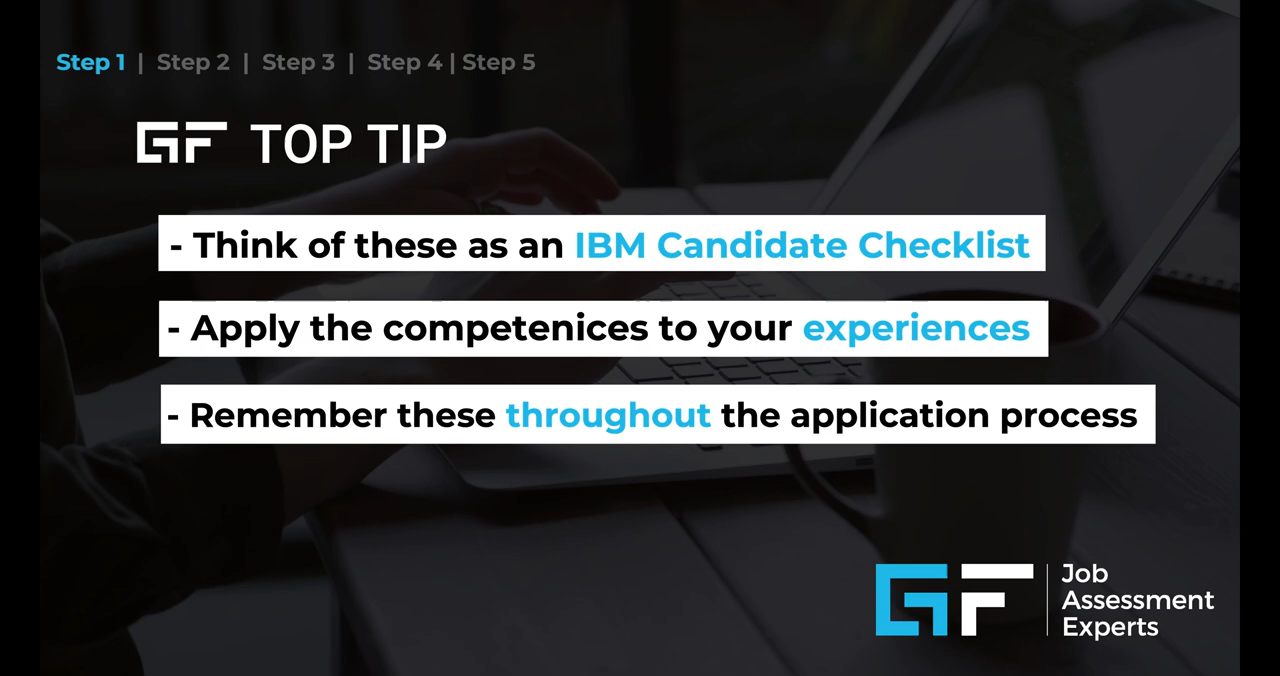 Step 1 | Step 2 | Step 3 | Step 4 | Step 5
GF TOP TIP
- Think of these as an IBM Candidate Checklist
- Apply the competenices to your experiences
- Remember these throughout the application process
GF
Job
Assessment
Experts